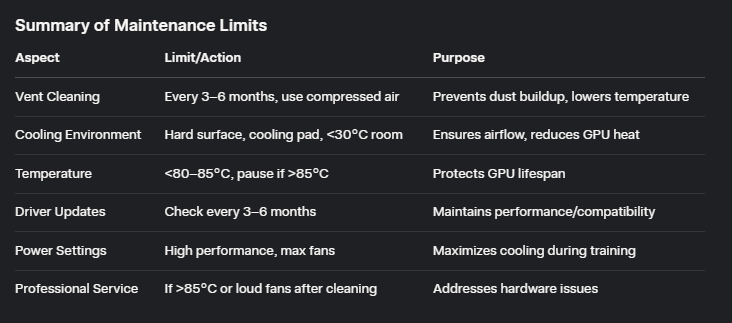 Summary of Maintenance Limits
Aspect Limit/Action Purpose
Vent Cleaning Every 3–6 months, use compressed air Prevents dust buildup, lowers temperature
Cooling Environment Hard surface, cooling pad, <30°C room Ensures airflow, reduces GPU heat
Temperature <80–85°C, pause if >85°C Protects GPU lifespan
Driver Updates Check every 3–6 months Maintains performance/compatibility
Power Settings High performance, max fans Maximizes cooling during training
Professional Service If >85°C or loud fans after cleaning Addresses hardware issues